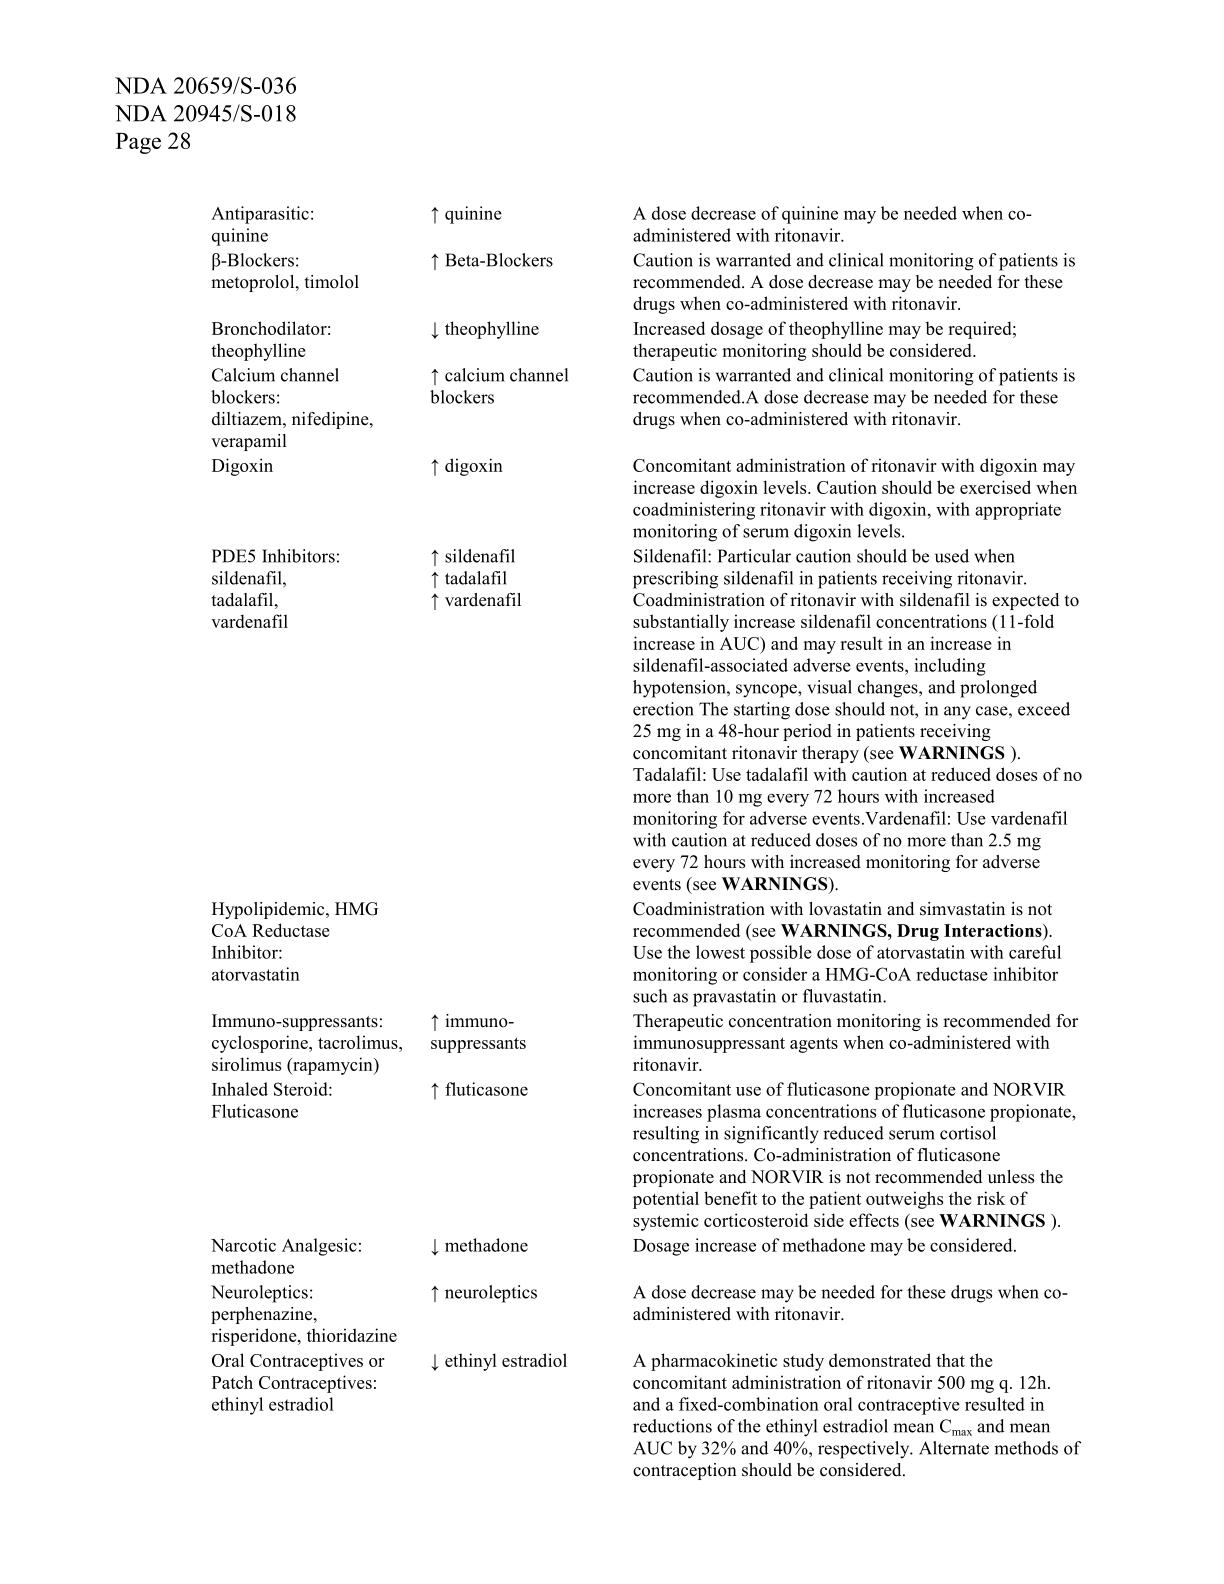 NDA 20659/S-036
NDA 20945/S-018
Page 28
Antiparasitic:
quinine
↑ quinine
A dose decrease of quinine may be needed when co-
administered with ritonavir.
β-Blockers:
metoprolol, timolol
↑ Beta-Blockers
Caution is warranted and clinical monitoring of patients is
recommended. A dose decrease may be needed for these
drugs when co-administered with ritonavir.
Bronchodilator:
theophylline
↓ theophylline
Increased dosage of theophylline may be required;
therapeutic monitoring should be considered.
Calcium channel
blockers:
diltiazem, nifedipine,
verapamil
↑ calcium channel
blockers
Caution is warranted and clinical monitoring of patients is
recommended.A dose decrease may be needed for these
drugs when co-administered with ritonavir.
Digoxin
↑ digoxin
Concomitant administration of ritonavir with digoxin may
increase digoxin levels. Caution should be exercised when
coadministering ritonavir with digoxin, with appropriate
monitoring of serum digoxin levels.
PDE5 Inhibitors:
sildenafil,
tadalafil,
vardenafil
↑ sildenafil
↑ tadalafil
↑ vardenafil
Sildenafil: Particular caution should be used when
prescribing sildenafil in patients receiving ritonavir.
Coadministration of ritonavir with sildenafil is expected to
substantially increase sildenafil concentrations (11-fold
increase in AUC) and may result in an increase in
sildenafil-associated adverse events, including
hypotension, syncope, visual changes, and prolonged
erection The starting dose should not, in any case, exceed
25 mg in a 48-hour period in patients receiving
concomitant ritonavir therapy (see WARNINGS ).
Tadalafil: Use tadalafil with caution at reduced doses of no
more than 10 mg every 72 hours with increased
monitoring for adverse events.Vardenafil: Use vardenafil
with caution at reduced doses of no more than 2.5 mg
every 72 hours with increased monitoring for adverse
events (see WARNINGS).
Hypolipidemic, HMG
CoA Reductase
Inhibitor:
atorvastatin
Coadministration with lovastatin and simvastatin is not
recommended (see WARNINGS, Drug Interactions).
Use the lowest possible dose of atorvastatin with careful
monitoring or consider a HMG-CoA reductase inhibitor
such as pravastatin or fluvastatin.
Immuno-suppressants:
cyclosporine, tacrolimus,
sirolimus (rapamycin)
↑ immuno-
suppressants
Therapeutic concentration monitoring is recommended for
immunosuppressant agents when co-administered with
ritonavir.
Inhaled Steroid:
Fluticasone
↑ fluticasone
Concomitant use of fluticasone propionate and NORVIR
increases plasma concentrations of fluticasone propionate,
resulting in significantly reduced serum cortisol
concentrations. Co-administration of fluticasone
propionate and NORVIR is not recommended unless the
potential benefit to the patient outweighs the risk of
systemic corticosteroid side effects (see WARNINGS ).
Narcotic Analgesic:
methadone
↓ methadone
Dosage increase of methadone may be considered.
Neuroleptics:
perphenazine,
risperidone, thioridazine
↑ neuroleptics
A dose decrease may be needed for these drugs when co-
administered with ritonavir.
Oral Contraceptives or
Patch Contraceptives:
ethinyl estradiol
↓ ethinyl estradiol
A pharmacokinetic study demonstrated that the
concomitant administration of ritonavir 500 mg q. 12h.
and a fixed-combination oral contraceptive resulted in
reductions of the ethinyl estradiol mean Cmax and mean
AUC by 32% and 40%, respectively. Alternate methods of
contraception should be considered.